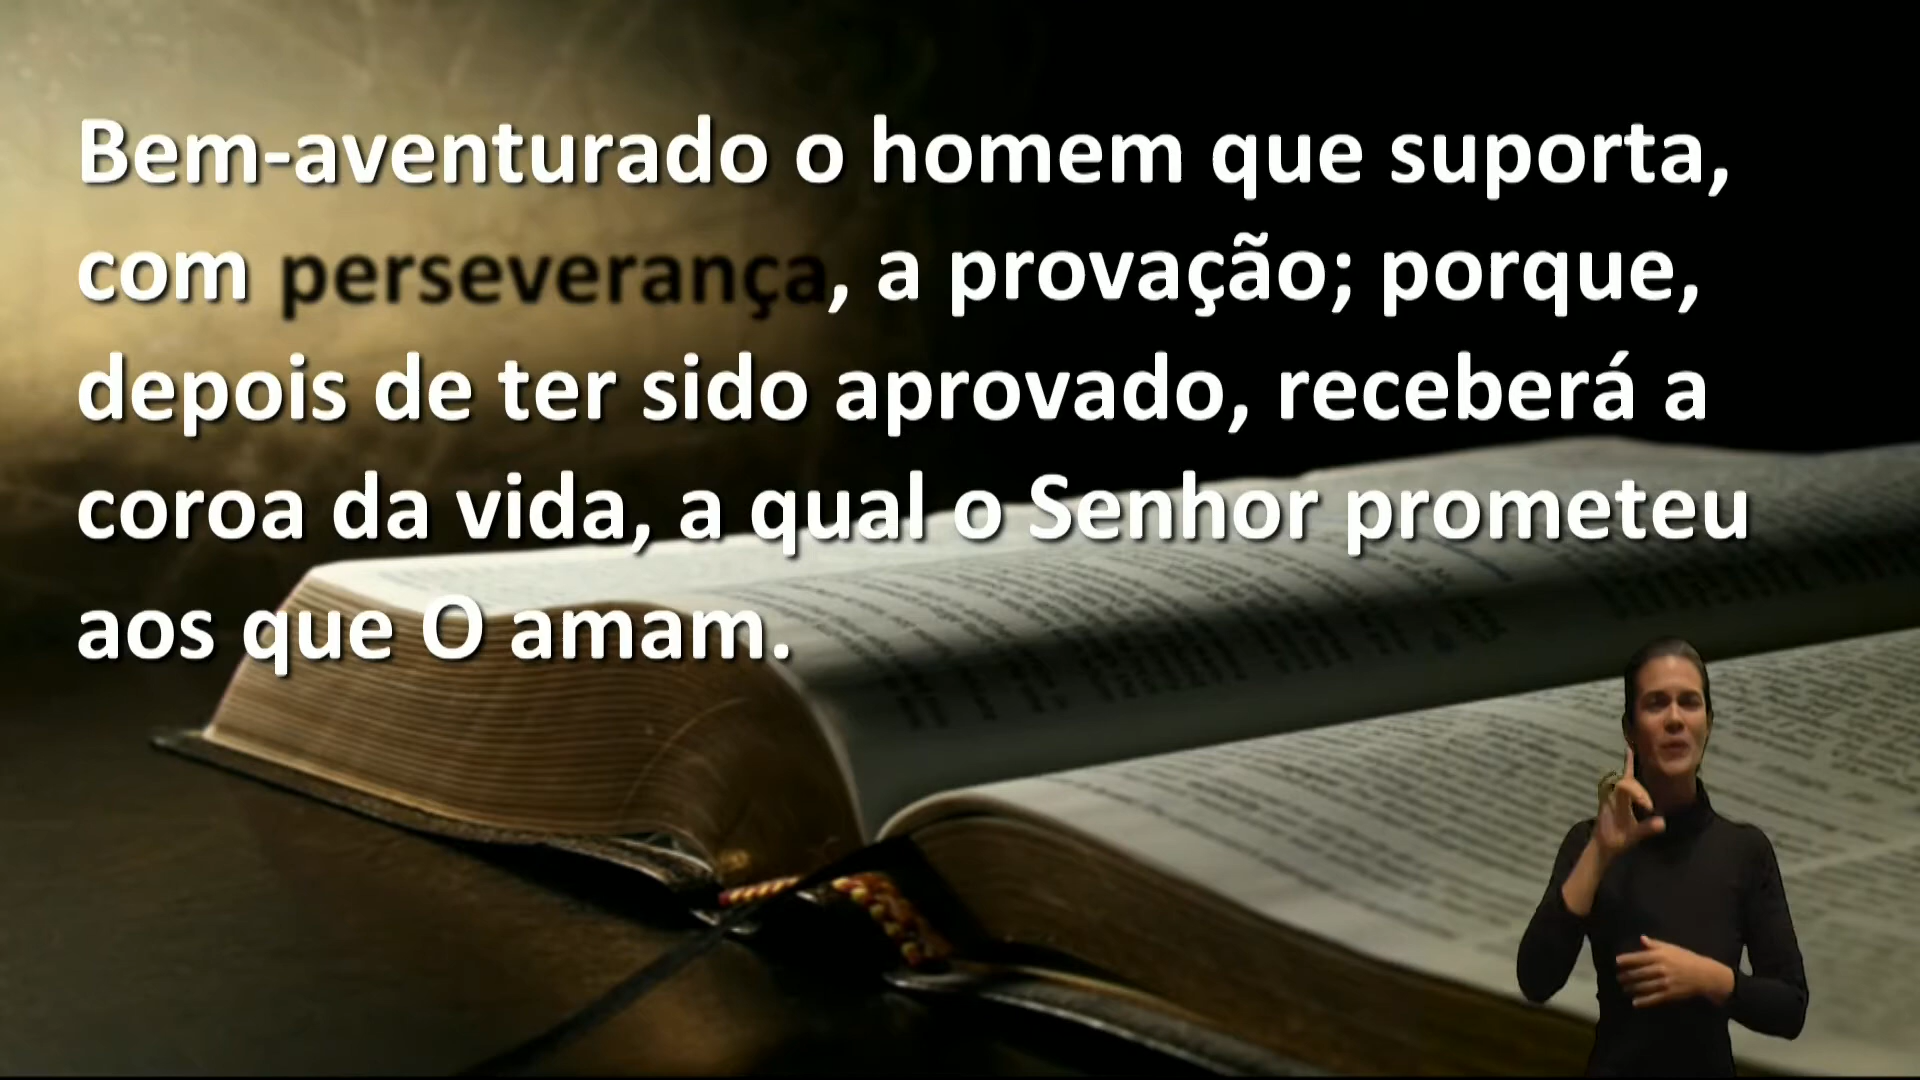 Bem-aventurado o homem que suporta,
com perseverança, a provação; porque,
depois de ter sido aprovado, receberá a
coroa da vida, a qual o Senhor prometeu
aos que O amam.